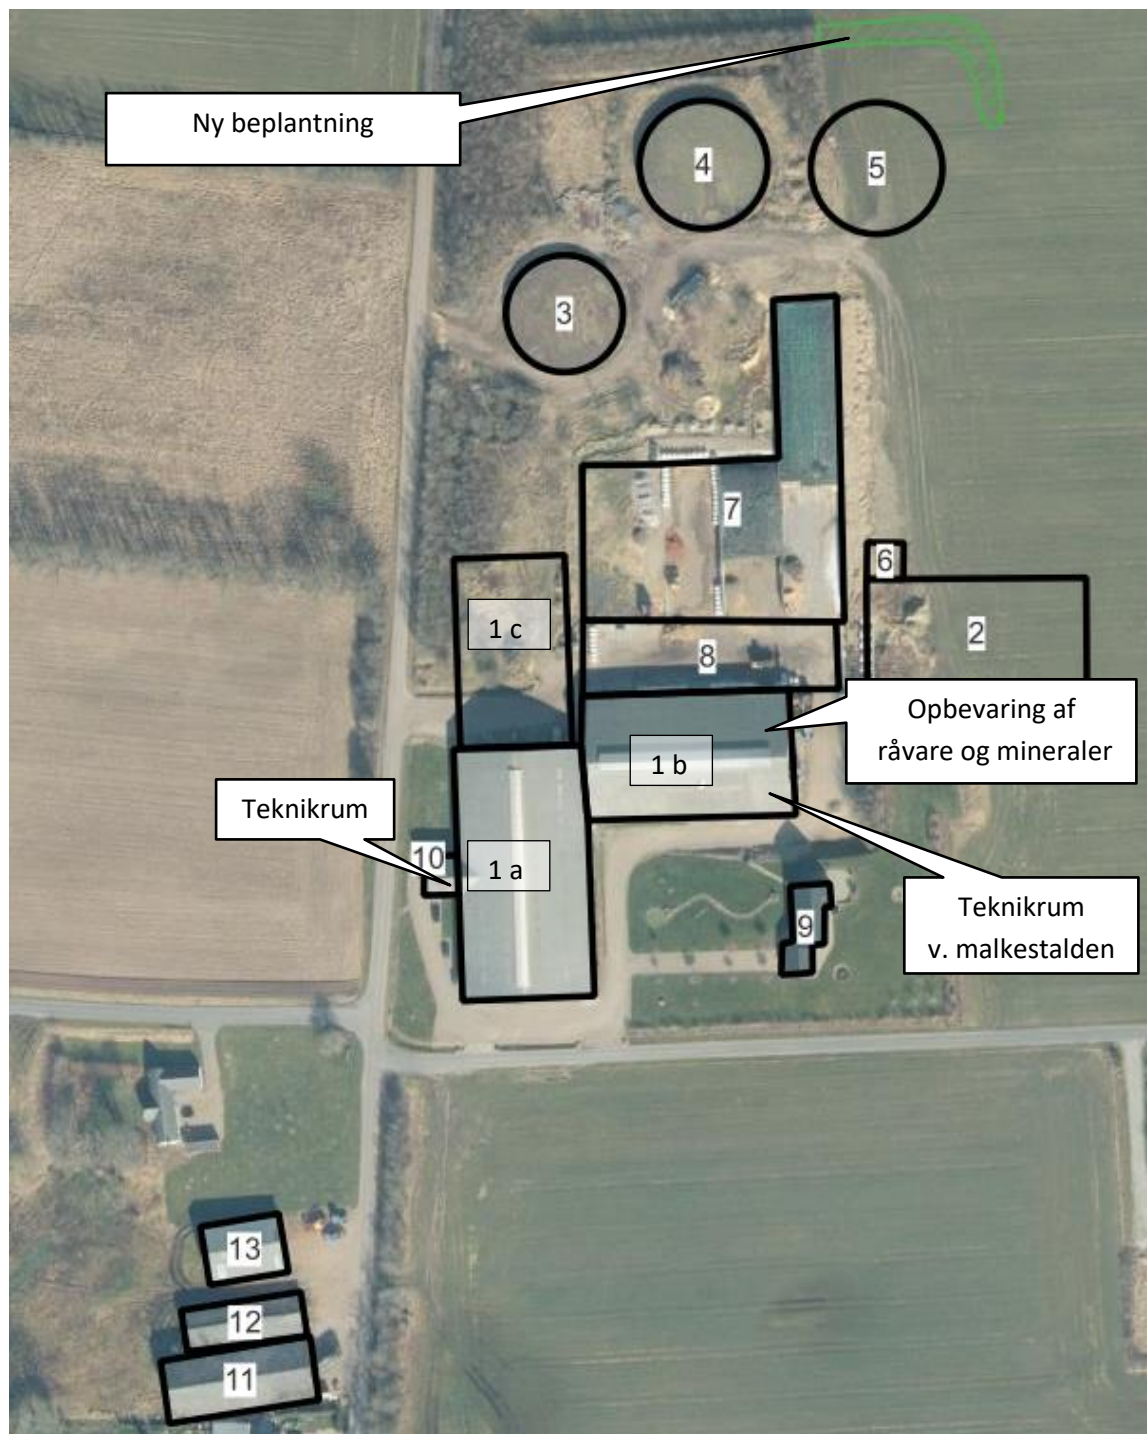 Ny beplantning
4
5
3
7
6
1 c
2
8
Opbevaring af
råvare og mineraler
1 b
Teknikrum
10
1 a
Teknikrum
v. malkestalden
9
13
12
11